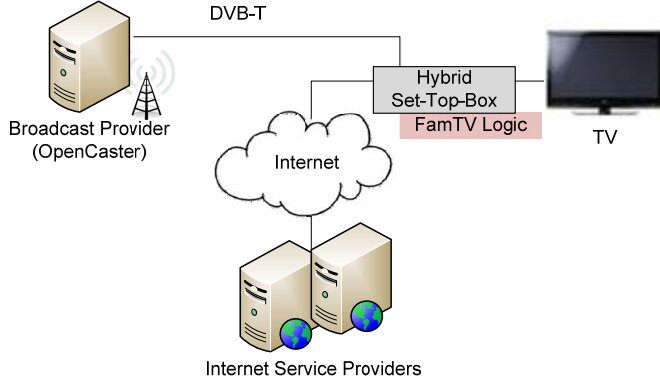 DVB-T
Hybrid
Set-Top-Box
FamTV Logic
TV
Broadcast Provider
(OpenCaster)
Internet
Internet Service Providers